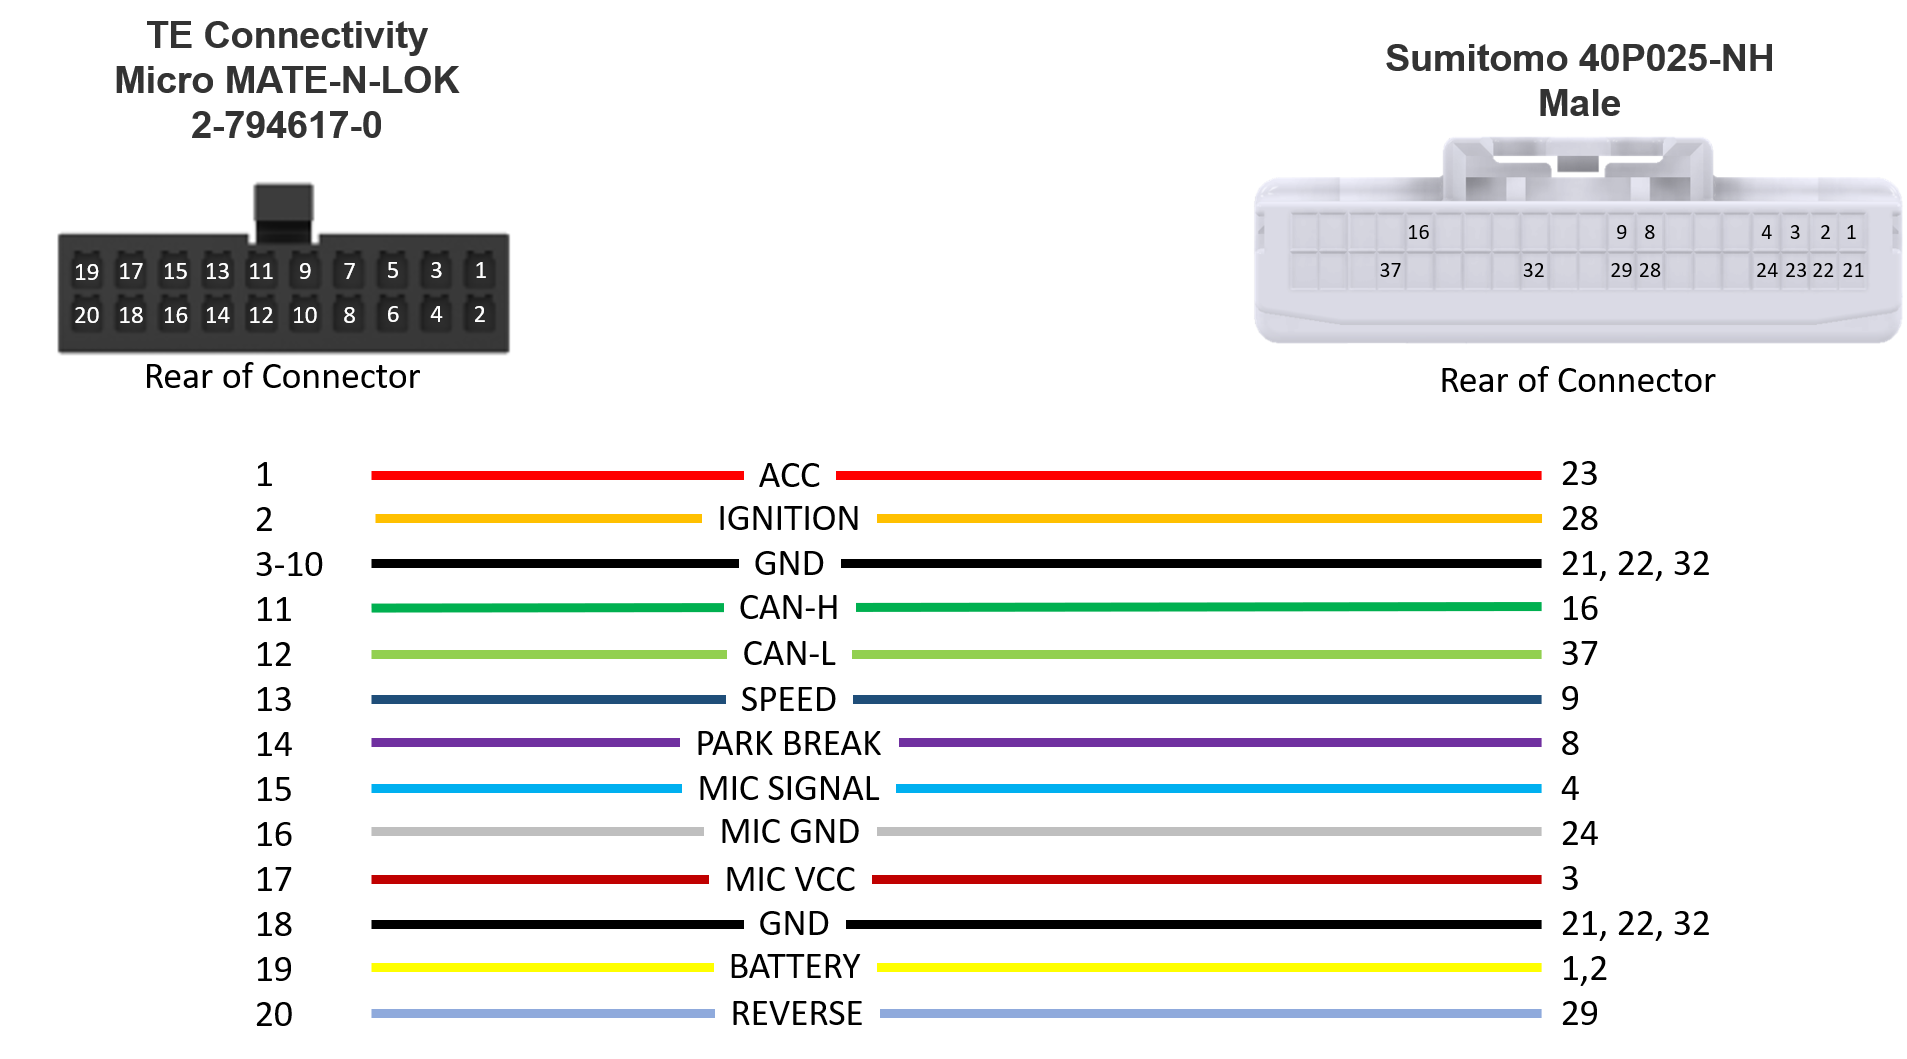 TE Connectivity
Micro MATE-N-LOK
2-794617-0
19 17 15 13 11 9 7 5 3 1
20 18 16 14 12 10 8 6 4 2
Rear of Connector
Sumitomo 40P025-NH
Male
16 9 8 4 3 2 1
37 32 29 28 24 23 22 21
Rear of Connector
1 ACC 23
2 IGNITION 28
3-10 GND 21, 22, 32
11 CAN-H 16
12 CAN-L 37
13 SPEED 9
14 PARK BREAK 8
15 MIC SIGNAL 4
16 MIC GND 24
17 MIC VCC 3
18 GND 21, 22, 32
19 BATTERY 1,2
20 REVERSE 29